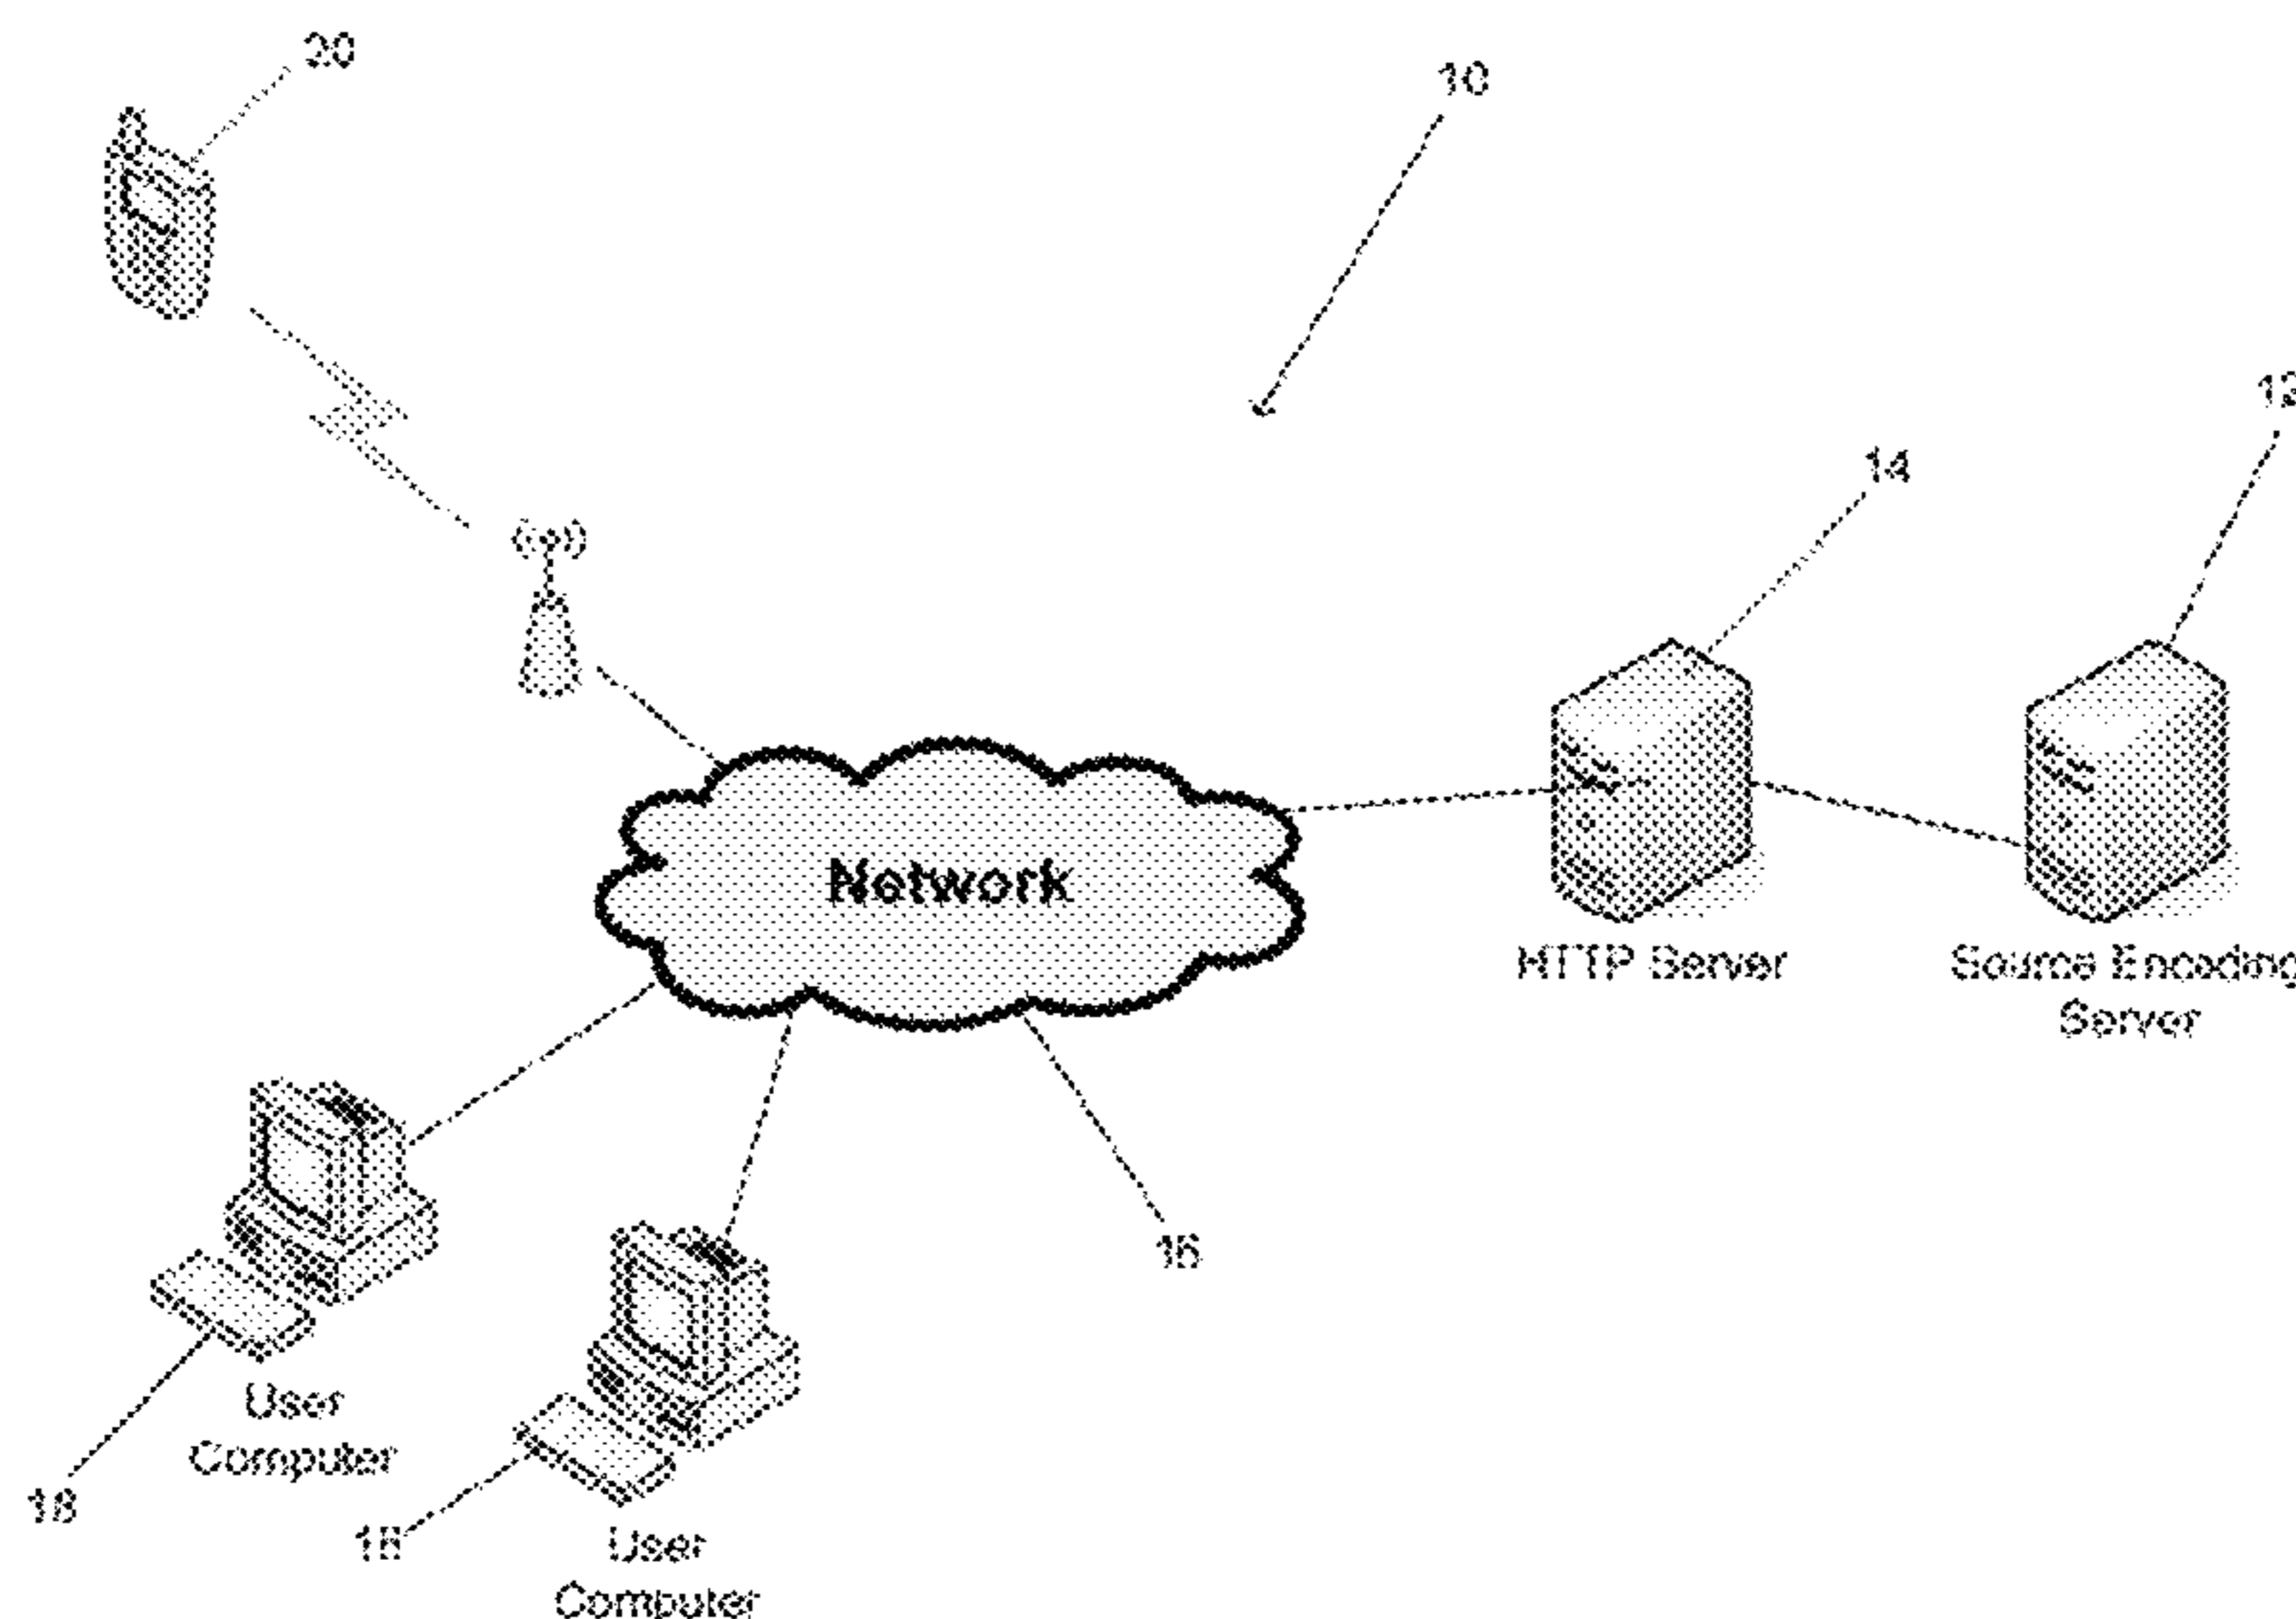 20
10
12
14
Network
HTTP Server
Source Encoding
Server
16
User
Computer
18
18
User
Computer